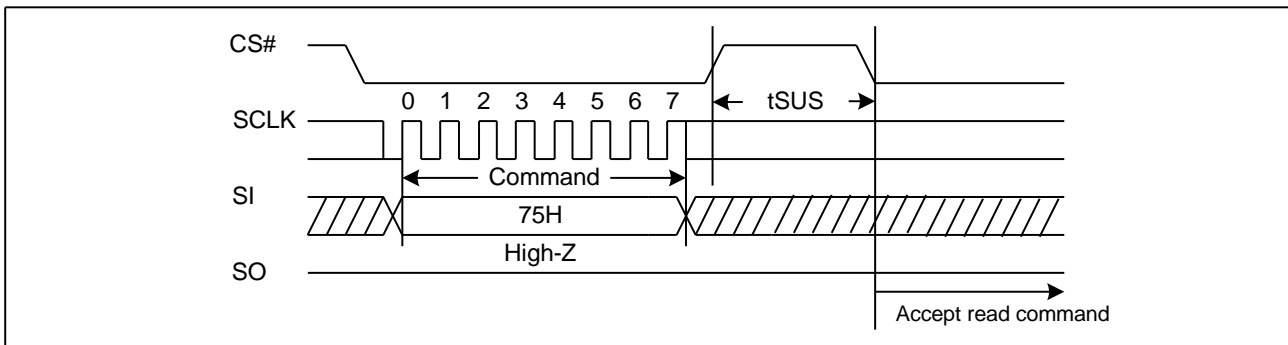 CS#
0 1 2 3 4 5 6 7
tSUS
SCLK
Command
SI
75H
High-Z
SO
Accept read command